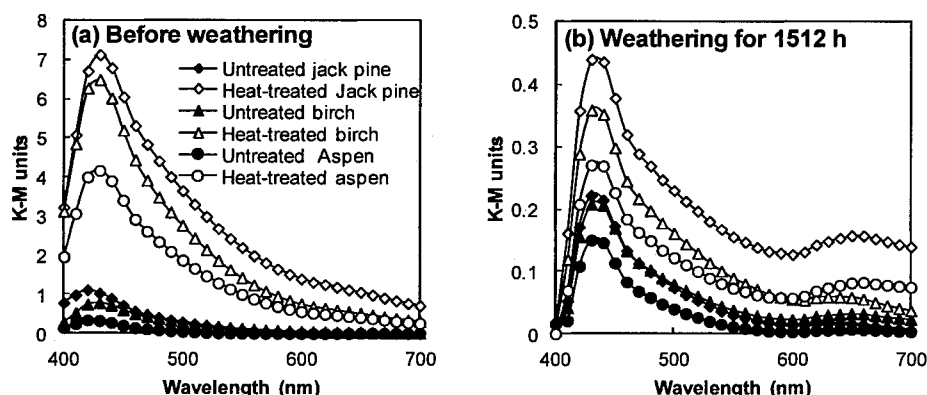 (a) Before weathering
Untreated jack pine
Heat-treated Jack pine
Untreated birch
Heat-treated birch
Untreated Aspen
Heat-treated aspen
K-M units
8
7
6
5
4
3
2
1
0
400
500
600
700
Wavelength (nm)
(b) Weathering for 1512 h
K-M units
0.5
0.4
0.3
0.2
0.1
0
400
500
600
700
Wavelength (nm)